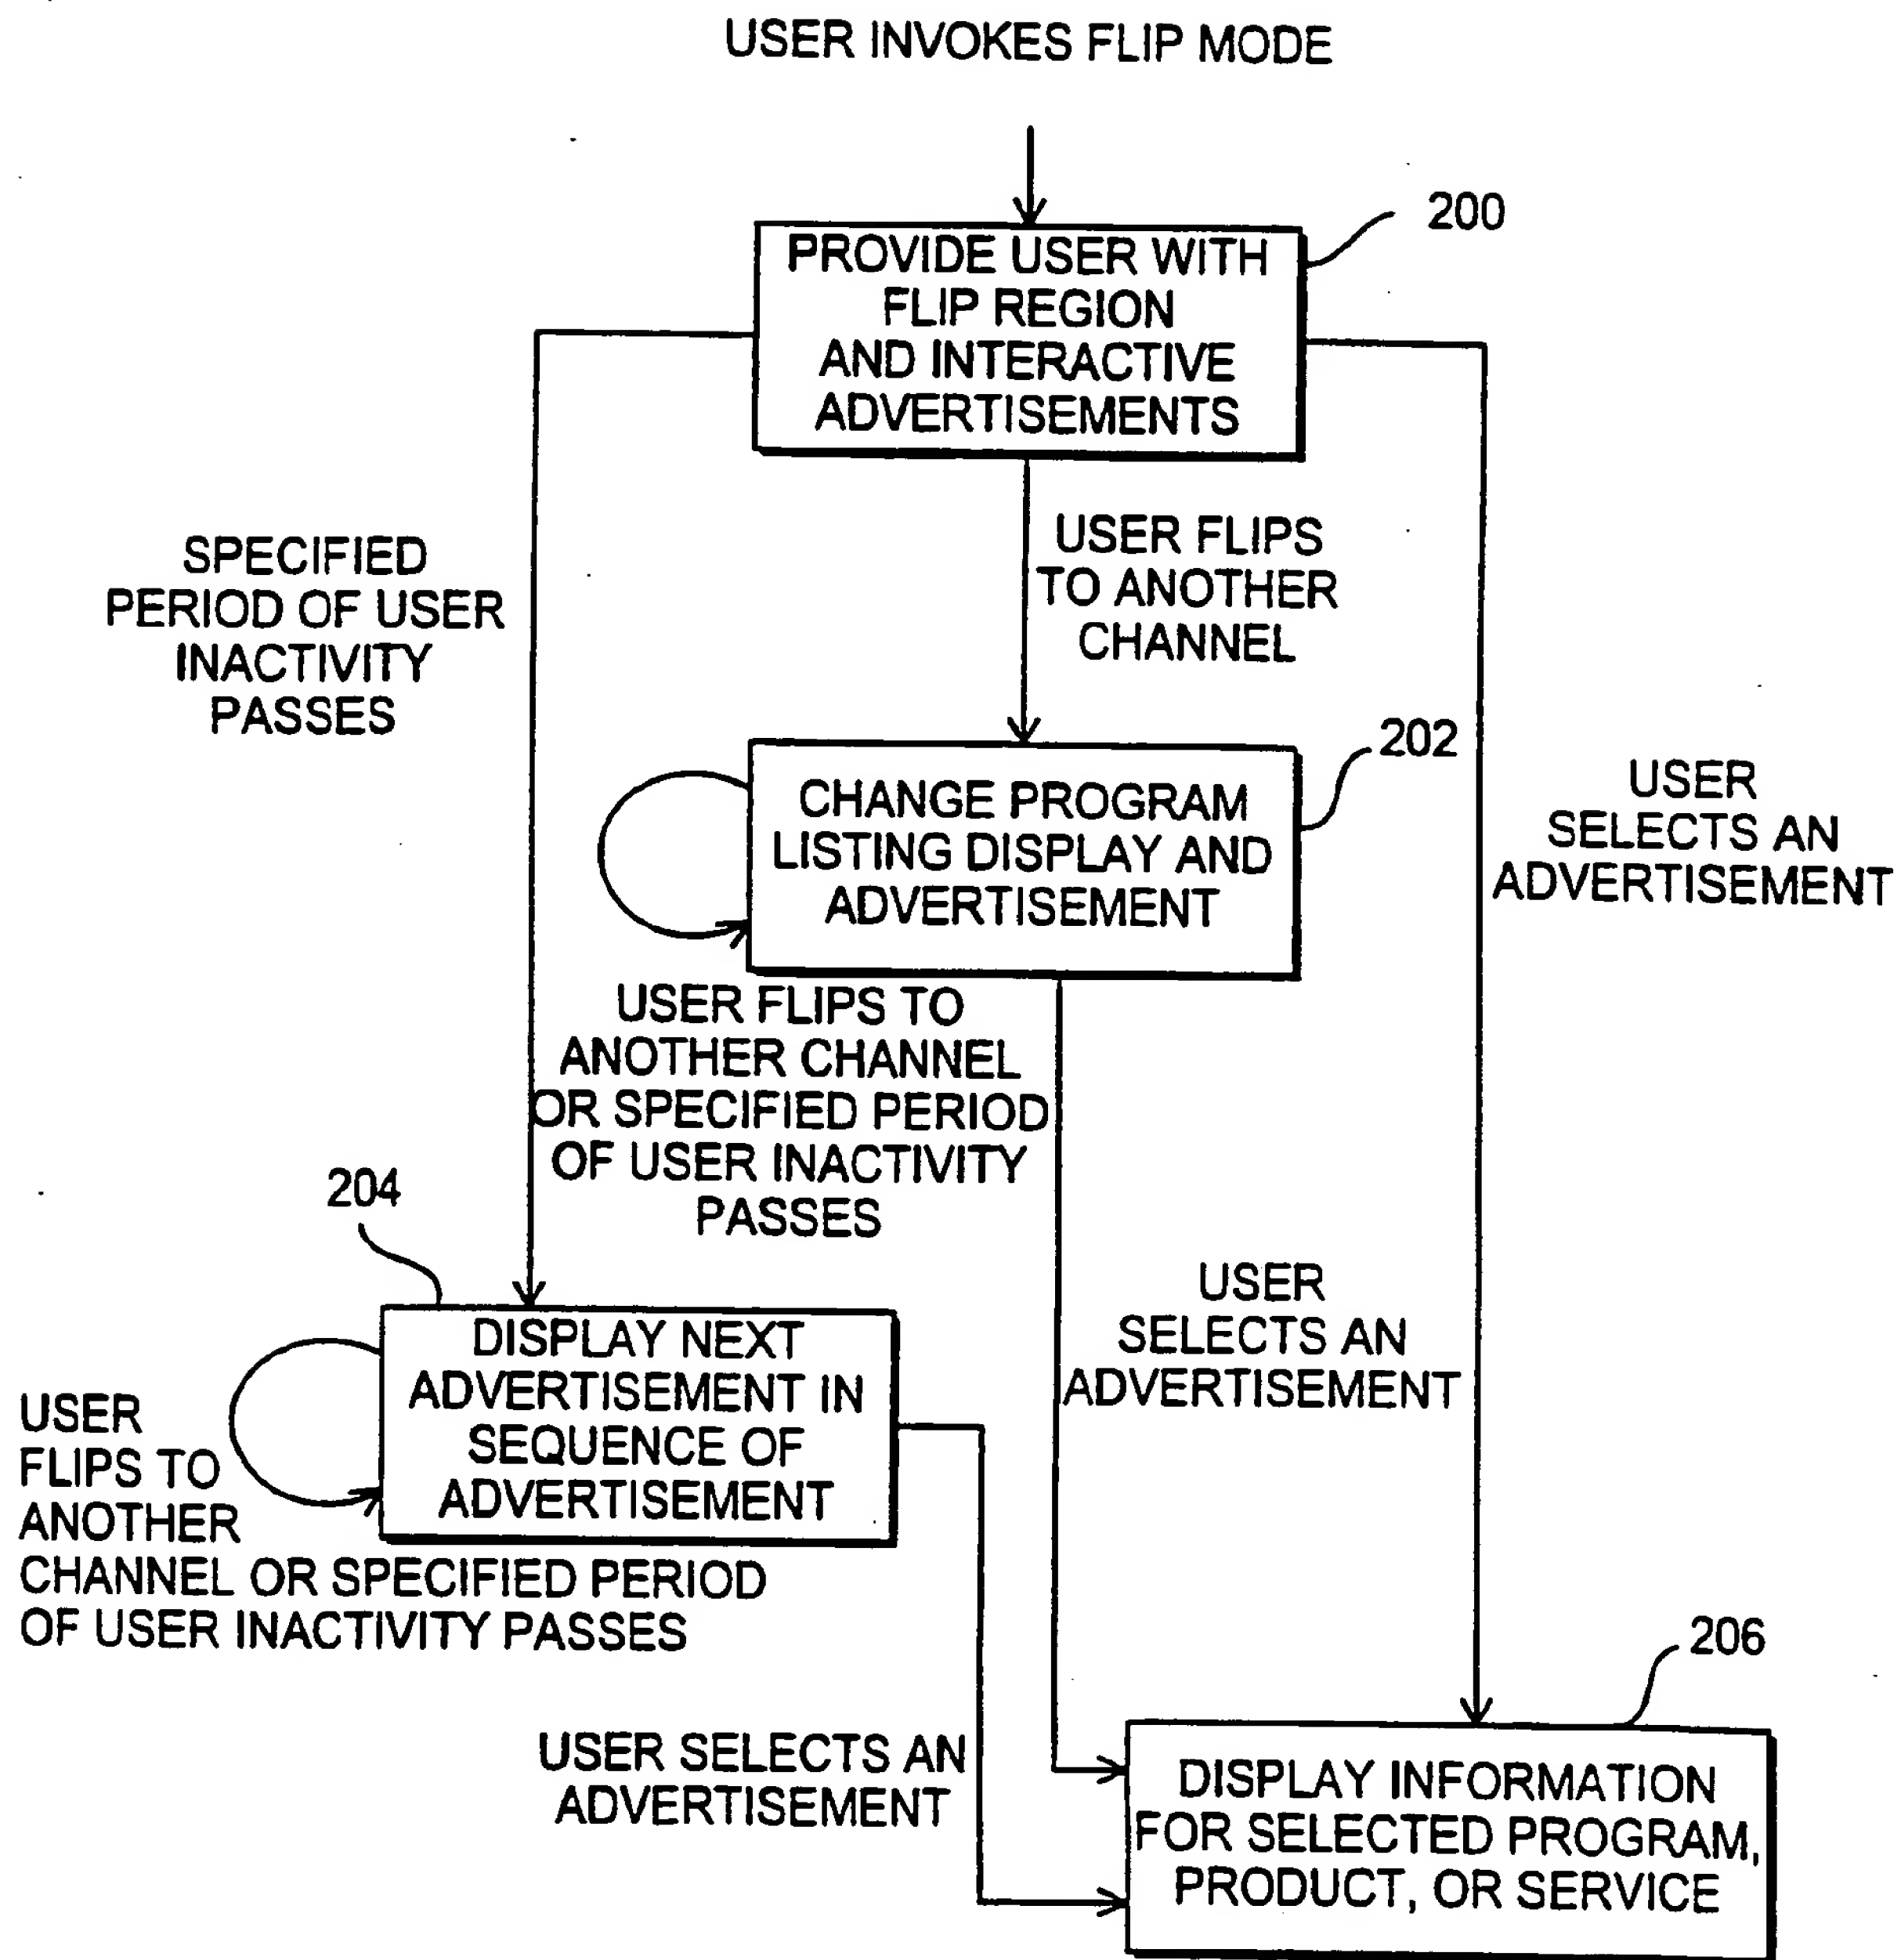 USER INVOKES FLIP MODE
200
PROVIDE USER WITH
FLIP REGION
AND INTERACTIVE
ADVERTISEMENTS
SPECIFIED
PERIOD OF USER
INACTIVITY
PASSES
USER FLIPS
TO ANOTHER
CHANNEL
202
CHANGE PROGRAM
LISTING DISPLAY AND
ADVERTISEMENT
USER
SELECTS AN
ADVERTISEMENT
USER FLIPS TO
ANOTHER CHANNEL
OR SPECIFIED PERIOD
OF USER INACTIVITY
PASSES
204
DISPLAY NEXT
ADVERTISEMENT IN
SEQUENCE OF
ADVERTISEMENT
USER
SELECTS AN
ADVERTISEMENT
USER
FLIPS TO
ANOTHER
CHANNEL OR SPECIFIED PERIOD
OF USER INACTIVITY PASSES
206
USER SELECTS AN
ADVERTISEMENT
DISPLAY INFORMATION
FOR SELECTED PROGRAM,
PRODUCT, OR SERVICE